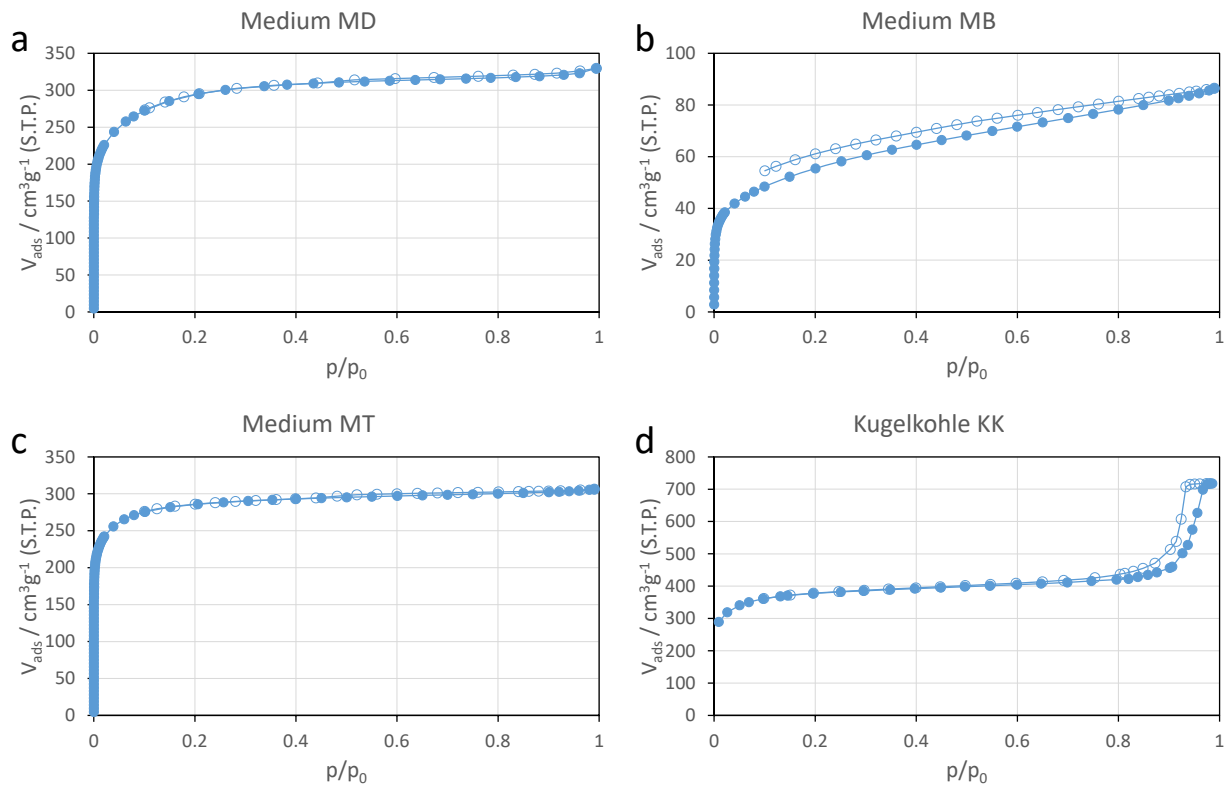 a
Medium MD
350
300
250
200
150
100
50
0
V_ads / cm³g⁻¹ (S.T.P.)
0 0.2 0.4 0.6 0.8 1
p/p₀
b
Medium MB
100
80
60
40
20
0
V_ads / cm³g⁻¹ (S.T.P.)
0 0.2 0.4 0.6 0.8 1
p/p₀
c
Medium MT
350
300
250
200
150
100
50
0
V_ads / cm³g⁻¹ (S.T.P.)
0 0.2 0.4 0.6 0.8 1
p/p₀
d
Kugelkohle KK
800
700
600
500
400
300
200
100
0
V_ads / cm³g⁻¹ (S.T.P.)
0 0.2 0.4 0.6 0.8 1
p/p₀